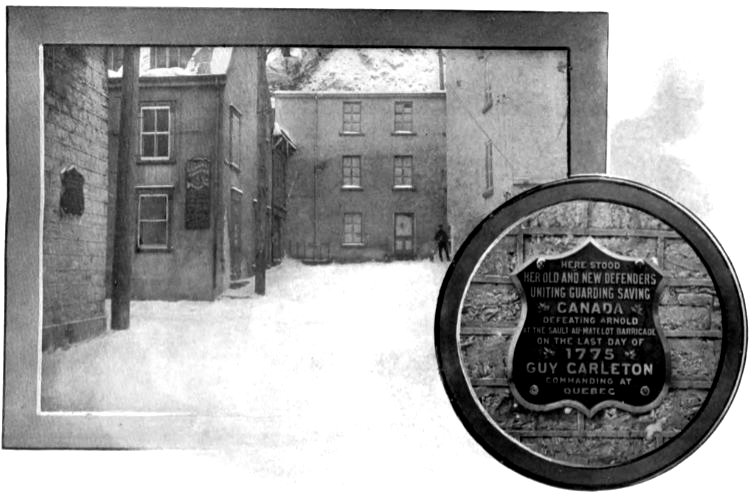 HERE STOOD
HER OLD AND NEW DEFENDERS
UNITING GUARDING SAVING
CANADA
DEFEATING ARNOLD
AT THE SAULT AU MATELOT BARRICADE
ON THE LAST DAY OF
1775
GUY CARLETON
COMMANDING AT
QUEBEC